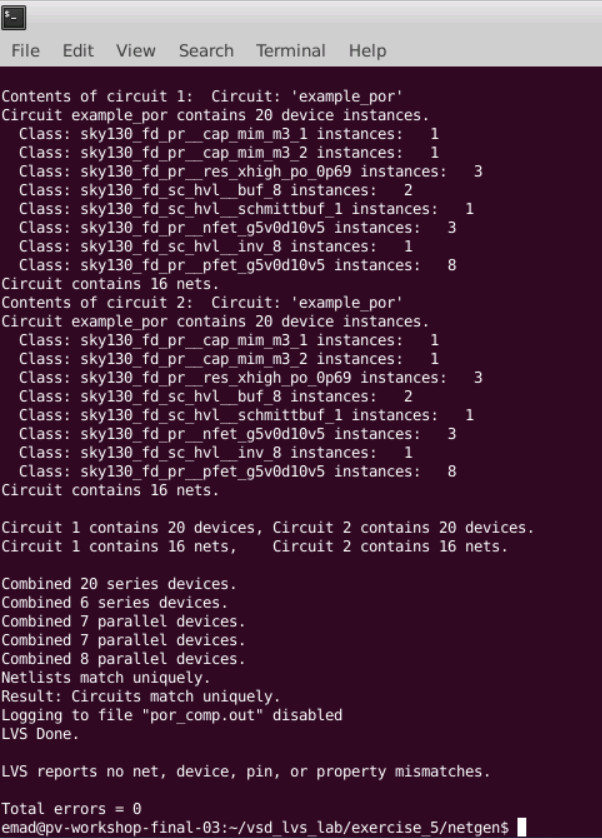 File Edit View Search Terminal Help
Contents of circuit 1:  Circuit: 'example_por'
Circuit example_por contains 20 device instances.
  Class: sky130_fd_pr__cap_mim_m3_1 instances:   1
  Class: sky130_fd_pr__cap_mim_m3_2 instances:   1
  Class: sky130_fd_pr__res_xhigh_po_0p69 instances:   3
  Class: sky130_fd_sc_hvl__buf_8 instances:   2
  Class: sky130_fd_sc_hvl__schmittbuf_1 instances:   1
  Class: sky130_fd_pr__nfet_g5v0d10v5 instances:   3
  Class: sky130_fd_sc_hvl__inv_8 instances:   1
  Class: sky130_fd_pr__pfet_g5v0d10v5 instances:   8
Circuit contains 16 nets.
Contents of circuit 2:  Circuit: 'example_por'
Circuit example_por contains 20 device instances.
  Class: sky130_fd_pr__cap_mim_m3_1 instances:   1
  Class: sky130_fd_pr__cap_mim_m3_2 instances:   1
  Class: sky130_fd_pr__res_xhigh_po_0p69 instances:   3
  Class: sky130_fd_sc_hvl__buf_8 instances:   2
  Class: sky130_fd_sc_hvl__schmittbuf_1 instances:   1
  Class: sky130_fd_pr__nfet_g5v0d10v5 instances:   3
  Class: sky130_fd_sc_hvl__inv_8 instances:   1
  Class: sky130_fd_pr__pfet_g5v0d10v5 instances:   8
Circuit contains 16 nets.
Circuit 1 contains 20 devices, Circuit 2 contains 20 devices.
Circuit 1 contains 16 nets,    Circuit 2 contains 16 nets.
Combined 20 series devices.
Combined 6 series devices.
Combined 7 parallel devices.
Combined 7 parallel devices.
Combined 8 parallel devices.
Netlists match uniquely.
Result: Circuits match uniquely.
Logging to file "por_comp.out" disabled
LVS Done.
LVS reports no net, device, pin, or property mismatches.
Total errors = 0
emad@pv-workshop-final-03:~/vsd_lvs_lab/exercise_5/netgen$